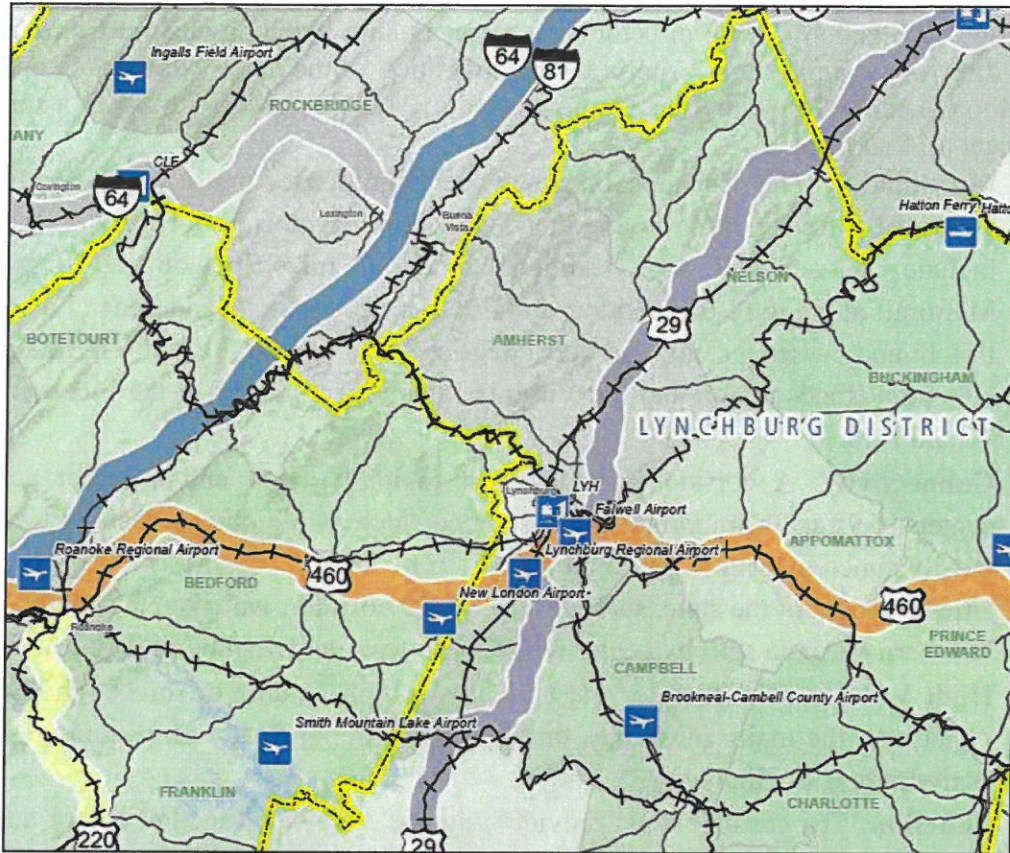 64
81
Ingalls Field Airport
ROCKBRIDGE
ANY
CLF
Covington
64
Lexington
Buena
Vista
Hatton Ferry
Hatto
NELSON
29
BOTETOURT
AMHERST
BUCKINGHAM
LYNCHBURG DISTRICT
Lynchburg
LYH
Falwell Airport
Roanoke Regional Airport
Lynchburg Regional Airport
APPOMATTOX
460
BEDFORD
New London Airport
460
Roanoke
PRINCE
EDWARD
CAMPBELL
Brookneal-Cambell County Airport
Smith Mountain Lake Airport
FRANKLIN
CHARLOTTE
220
29